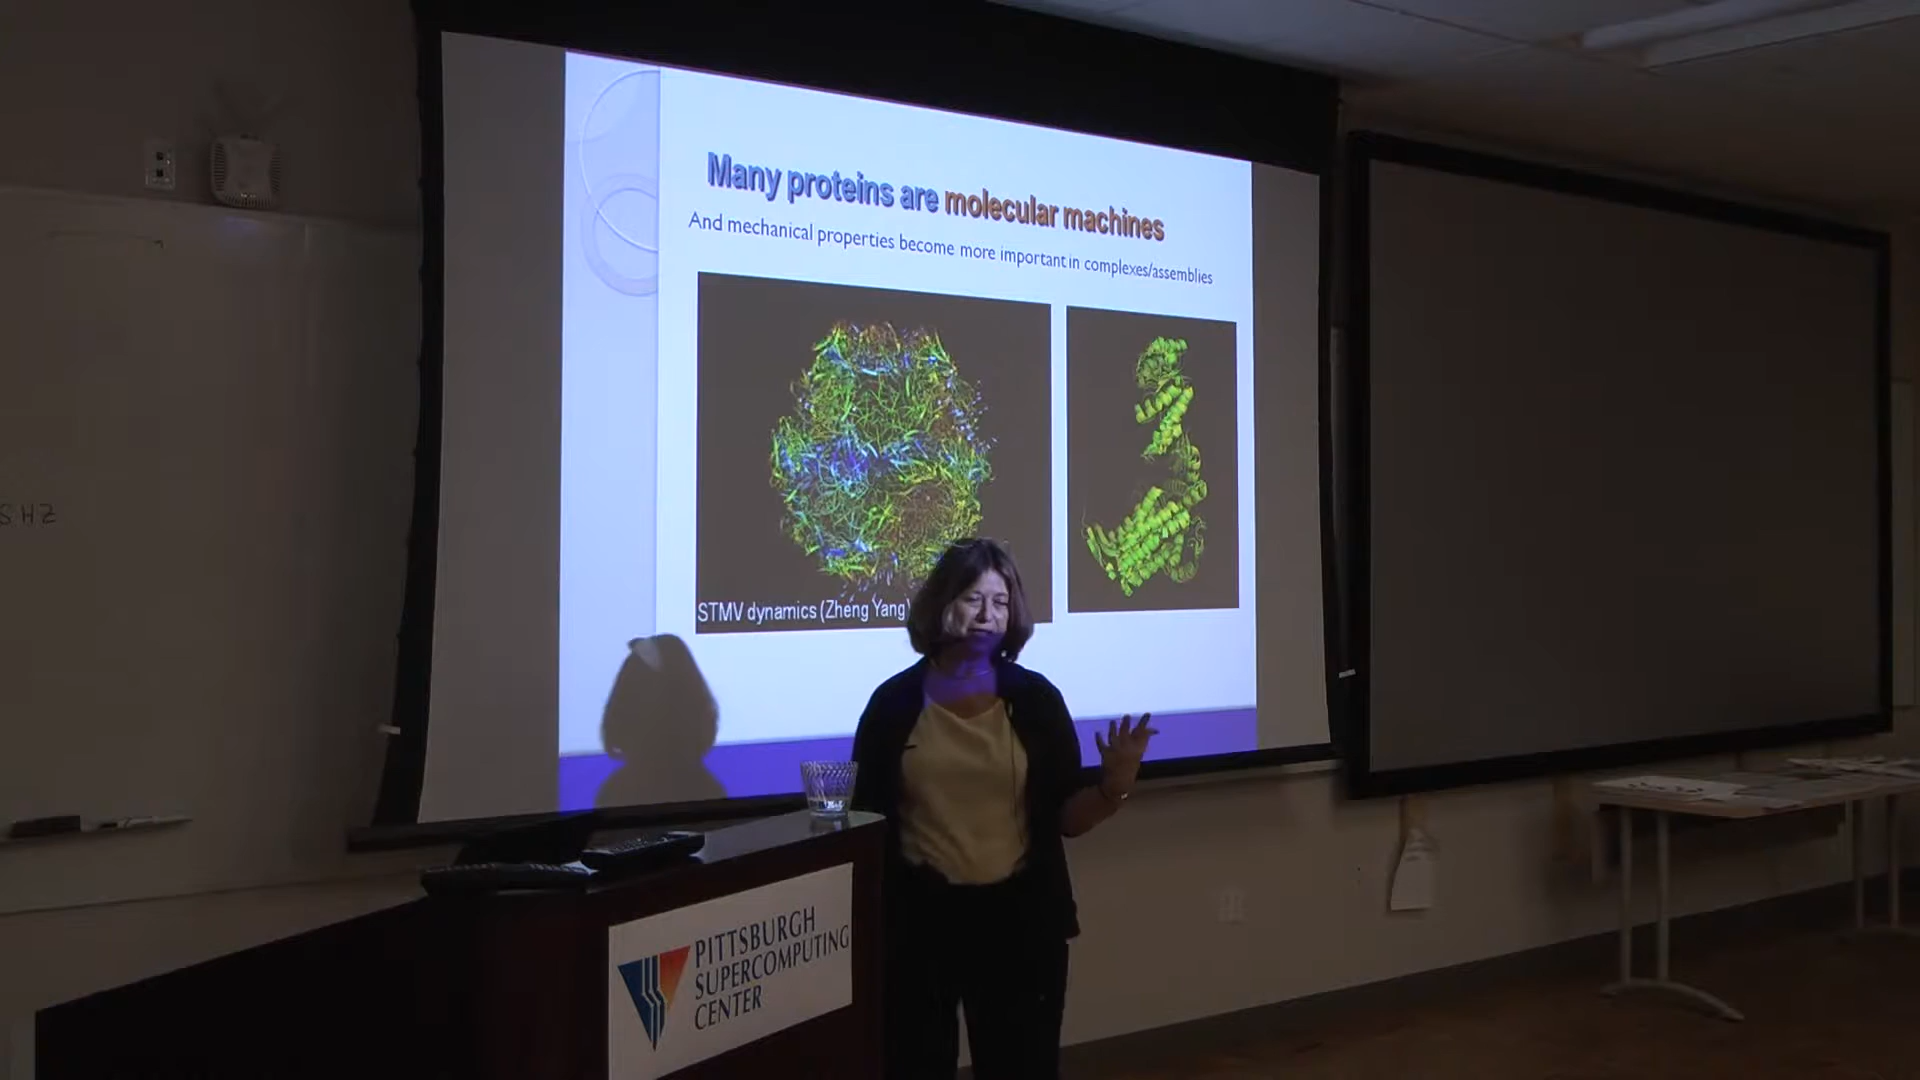 Many proteins are molecular machines
And mechanical properties become more important in complexes/assemblies
STMV dynamics (Zheng Yang)
SHZ
PITTSBURGH
SUPERCOMPUTING
CENTER